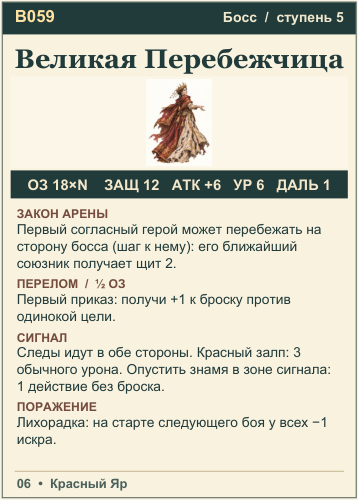 B059
Босс / ступень 5
Великая Перебежчица
ОЗ 18×N ЗАЩ 12 АТК +6 УР 6 ДАЛЬ 1
ЗАКОН АРЕНЫ
Первый согласный герой может перебежать на
сторону босса (шаг к нему): его ближайший
союзник получает щит 2.
ПЕРЕЛОМ / ½ ОЗ
Первый приказ: получи +1 к броску против
одинокой цели.
СИГНАЛ
Следы идут в обе стороны. Красный залп: 3
обычного урона. Опустить знамя в зоне сигнала:
1 действие без броска.
ПОРАЖЕНИЕ
Лихорадка: на старте следующего боя у всех −1
искра.
06 • Красный Яр